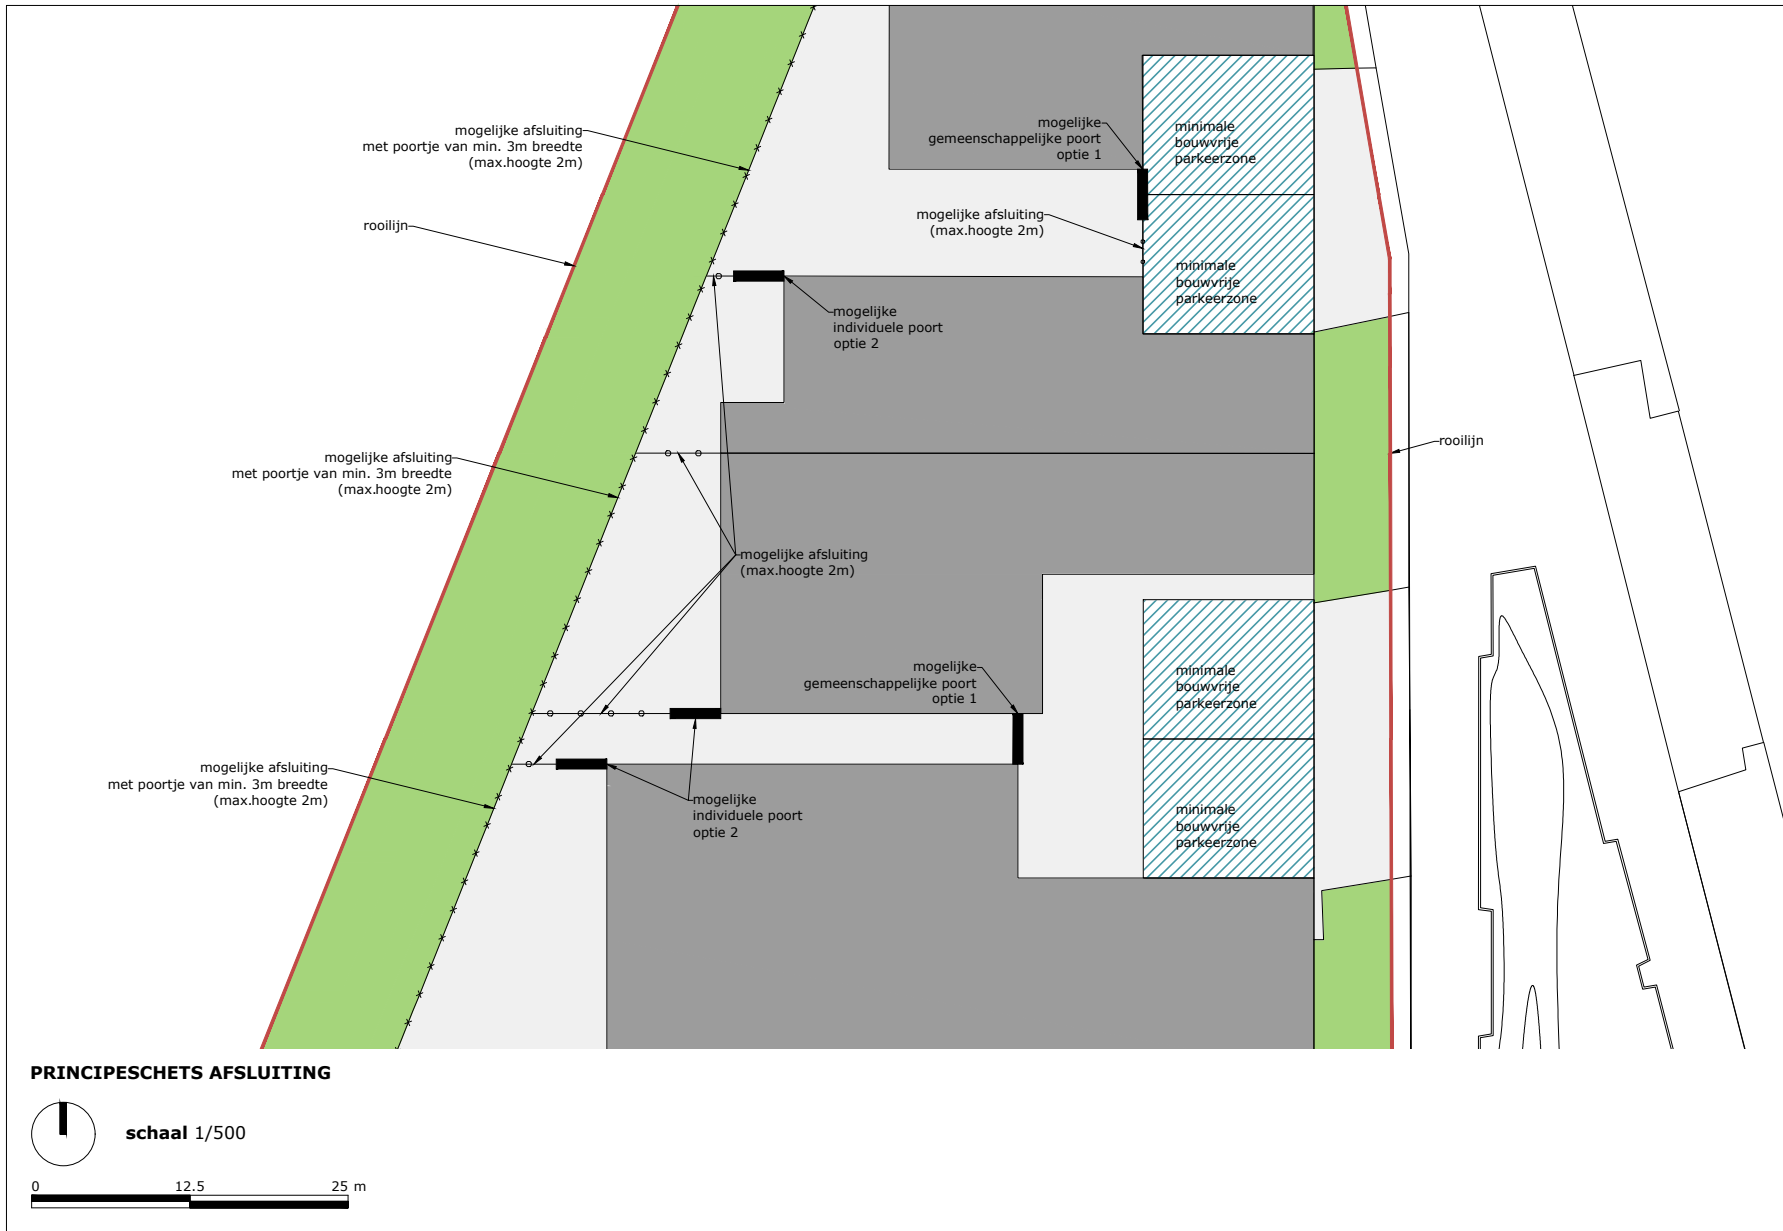 mogelijke afsluiting
met poortje van min. 3m breedte
(max.hoogte 2m)
rooilijn
mogelijke
gemeenschappelijke poort
optie 1
minimale
bouwvrije
parkeerzone
mogelijke afsluiting
(max.hoogte 2m)
minimale
bouwvrije
parkeerzone
mogelijke
individuele poort
optie 2
mogelijke afsluiting
met poortje van min. 3m breedte
(max.hoogte 2m)
rooilijn
mogelijke afsluiting
(max.hoogte 2m)
mogelijke
gemeenschappelijke poort
optie 1
minimale
bouwvrije
parkeerzone
mogelijke afsluiting
met poortje van min. 3m breedte
(max.hoogte 2m)
mogelijke
individuele poort
optie 2
minimale
bouwvrije
parkeerzone
PRINCIPESCHETS AFSLUITING
schaal 1/500
0 12.5 25 m